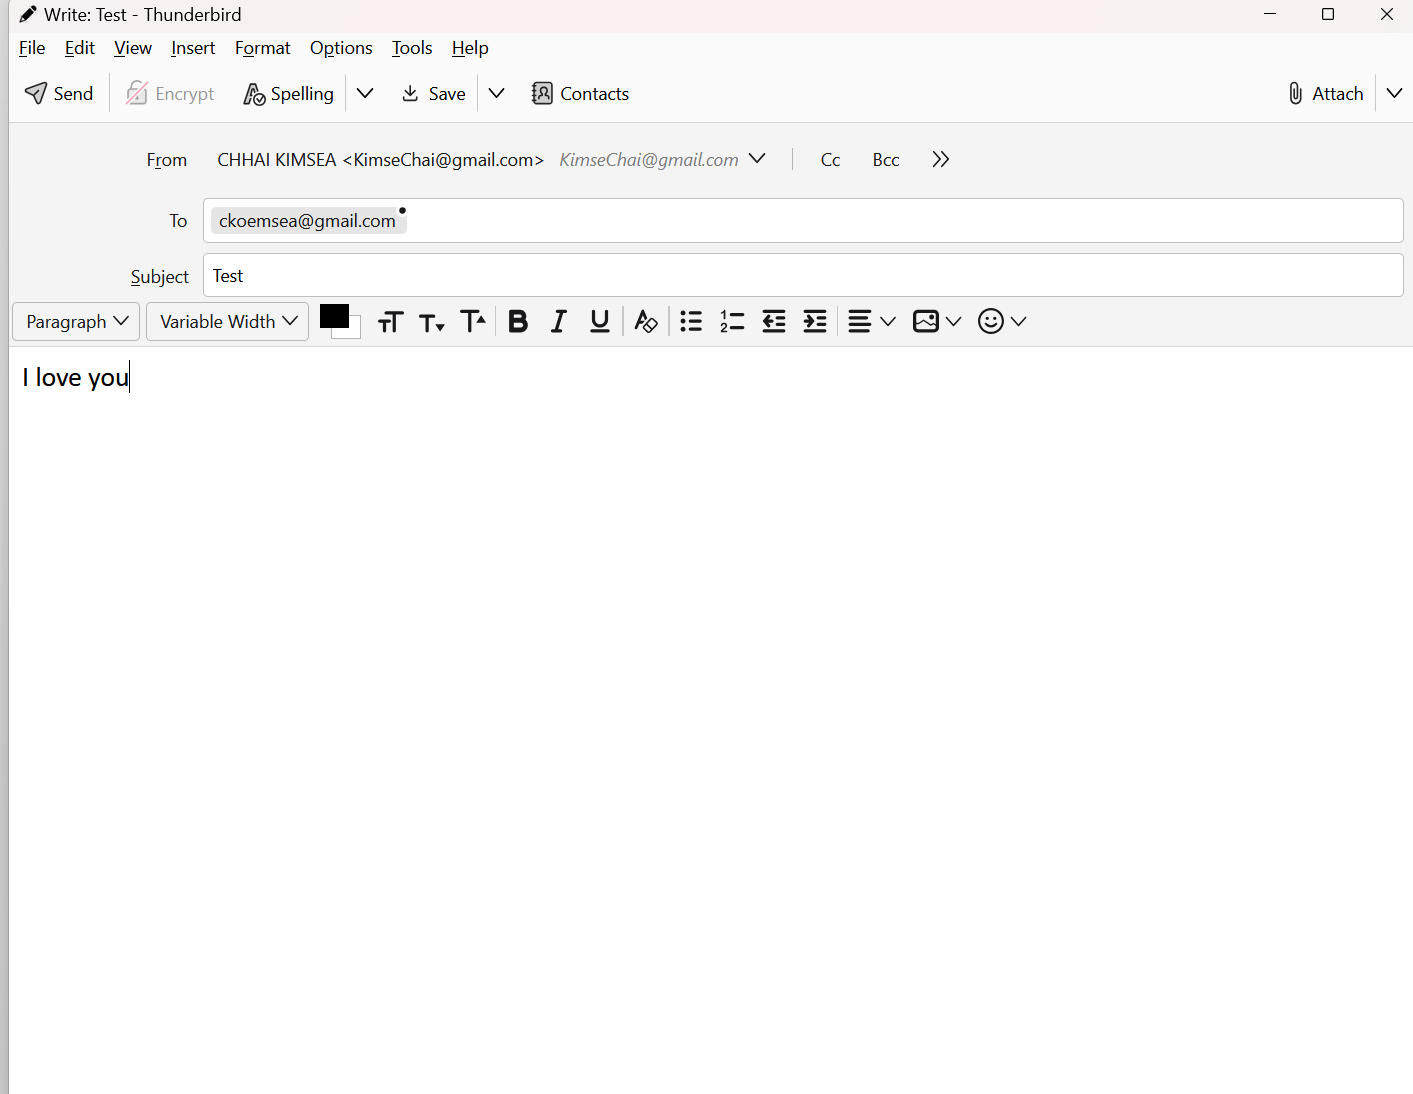 Write: Test - Thunderbird
File Edit View Insert Format Options Tools Help
Send Encrypt Spelling Save Contacts Attach
From CHHAI KIMSEA <KimseChai@gmail.com> KimseChai@gmail.com Cc Bcc
To ckoemsea@gmail.com
Subject Test
Paragraph Variable Width
I love you